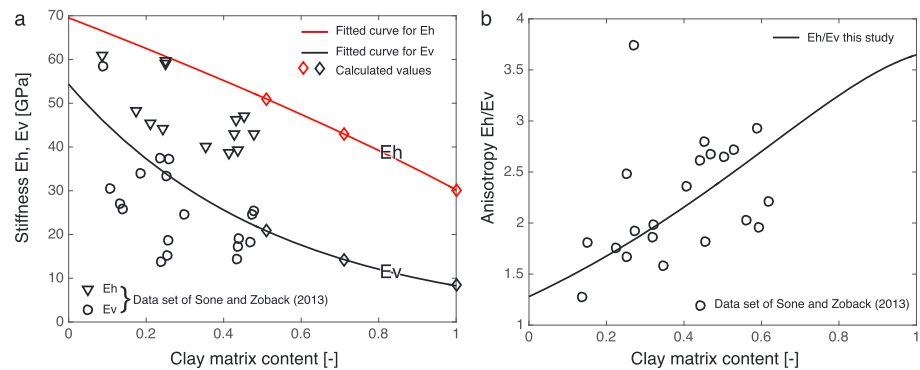 a
70
60
50
40
30
20
10
0
0
0.2
0.4
0.6
0.8
1
Stiffness Eh, Ev [GPa]
Clay matrix content [-]
Fitted curve for Eh
Fitted curve for Ev
Calculated values
Eh
Ev
Eh
Ev
Data set of Sone and Zoback (2013)
b
4
3.5
3
2.5
2
1.5
1
0
0.2
0.4
0.6
0.8
1
Anisotropy Eh/Ev
Clay matrix content [-]
Eh/Ev this study
Data set of Sone and Zoback (2013)